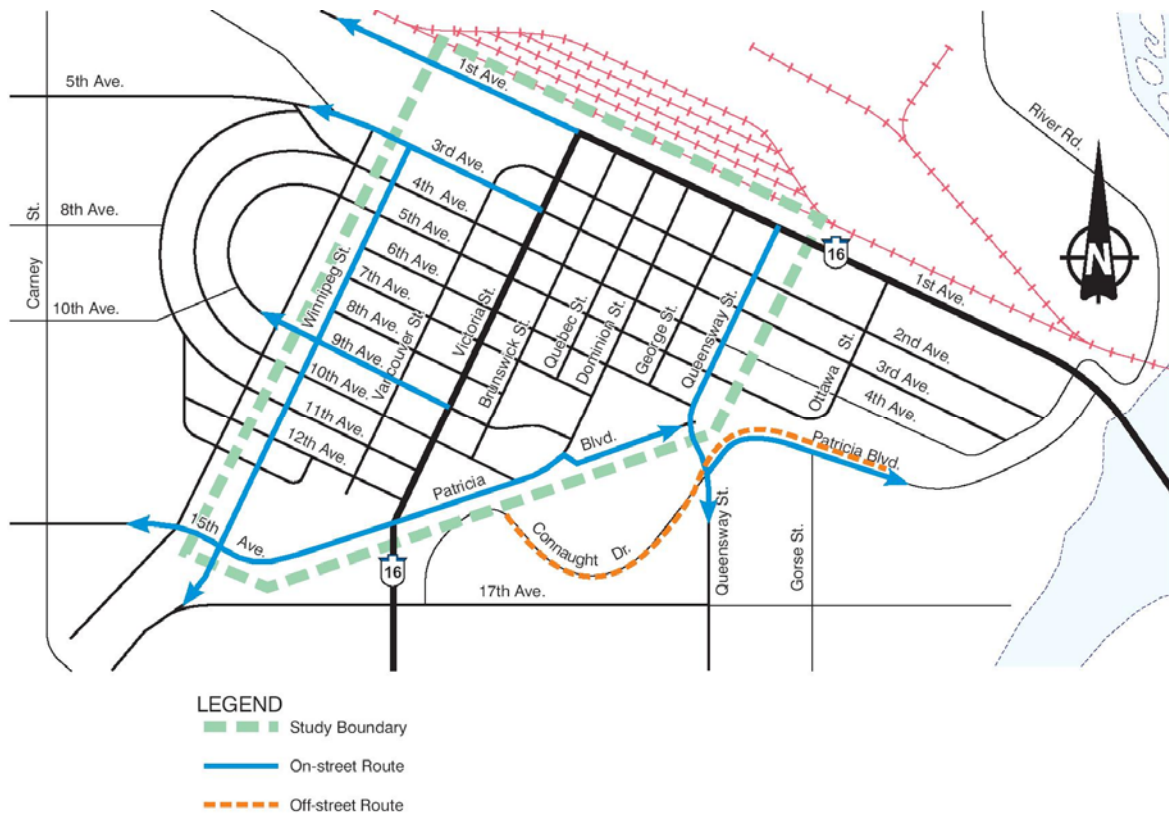 1st Ave.
5th Ave.
River Rd.
3rd Ave.
4th Ave.
8th Ave.
5th Ave.
N
16
6th Ave.
1st Ave.
Carney St.
Winnipeg St.
7th Ave.
10th Ave.
8th Ave.
Vancouver St.
Victoria St.
Brunswick St.
Quebec St.
Dominion St.
George St.
Queensway St.
2nd Ave.
9th Ave.
Ottawa St.
3rd Ave.
10th Ave.
4th Ave.
11th Ave.
12th Ave.
Patricia Blvd.
Patricia Blvd.
15th Ave.
Connaught Dr.
Queensway St.
Gorse St.
16
17th Ave.
LEGEND
Study Boundary
On-street Route
Off-street Route